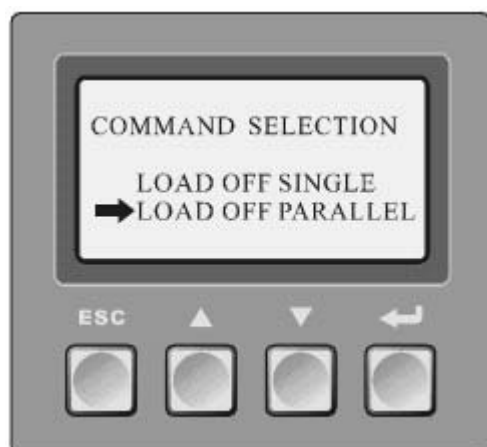 COMMAND SELECTION
LOAD OFF SINGLE
LOAD OFF PARALLEL
ESC